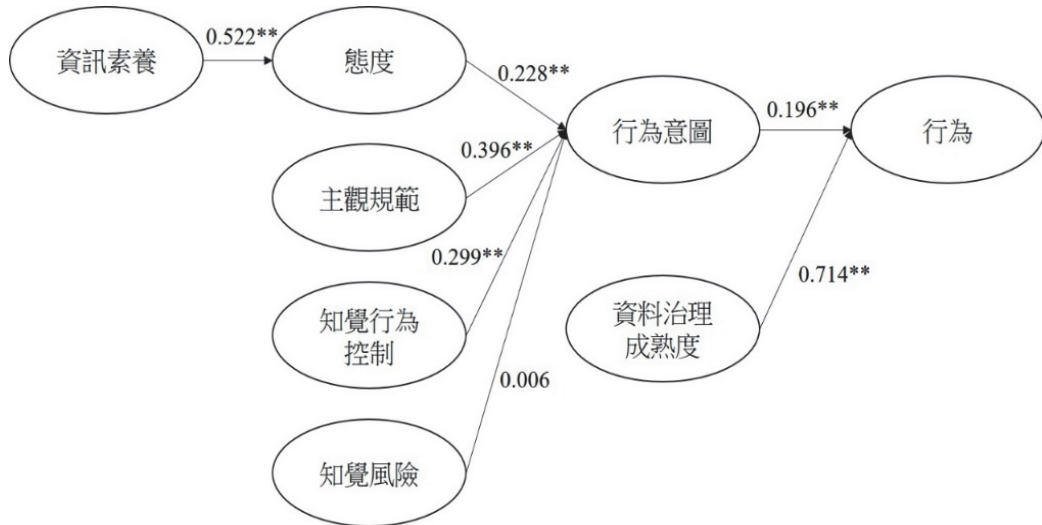 0.522**
資訊素養
態度
0.228**
行為意圖
0.196**
行為
0.396**
主觀規範
0.299**
知覺行為
控制
資料治理
成熟度
0.714**
0.006
知覺風險